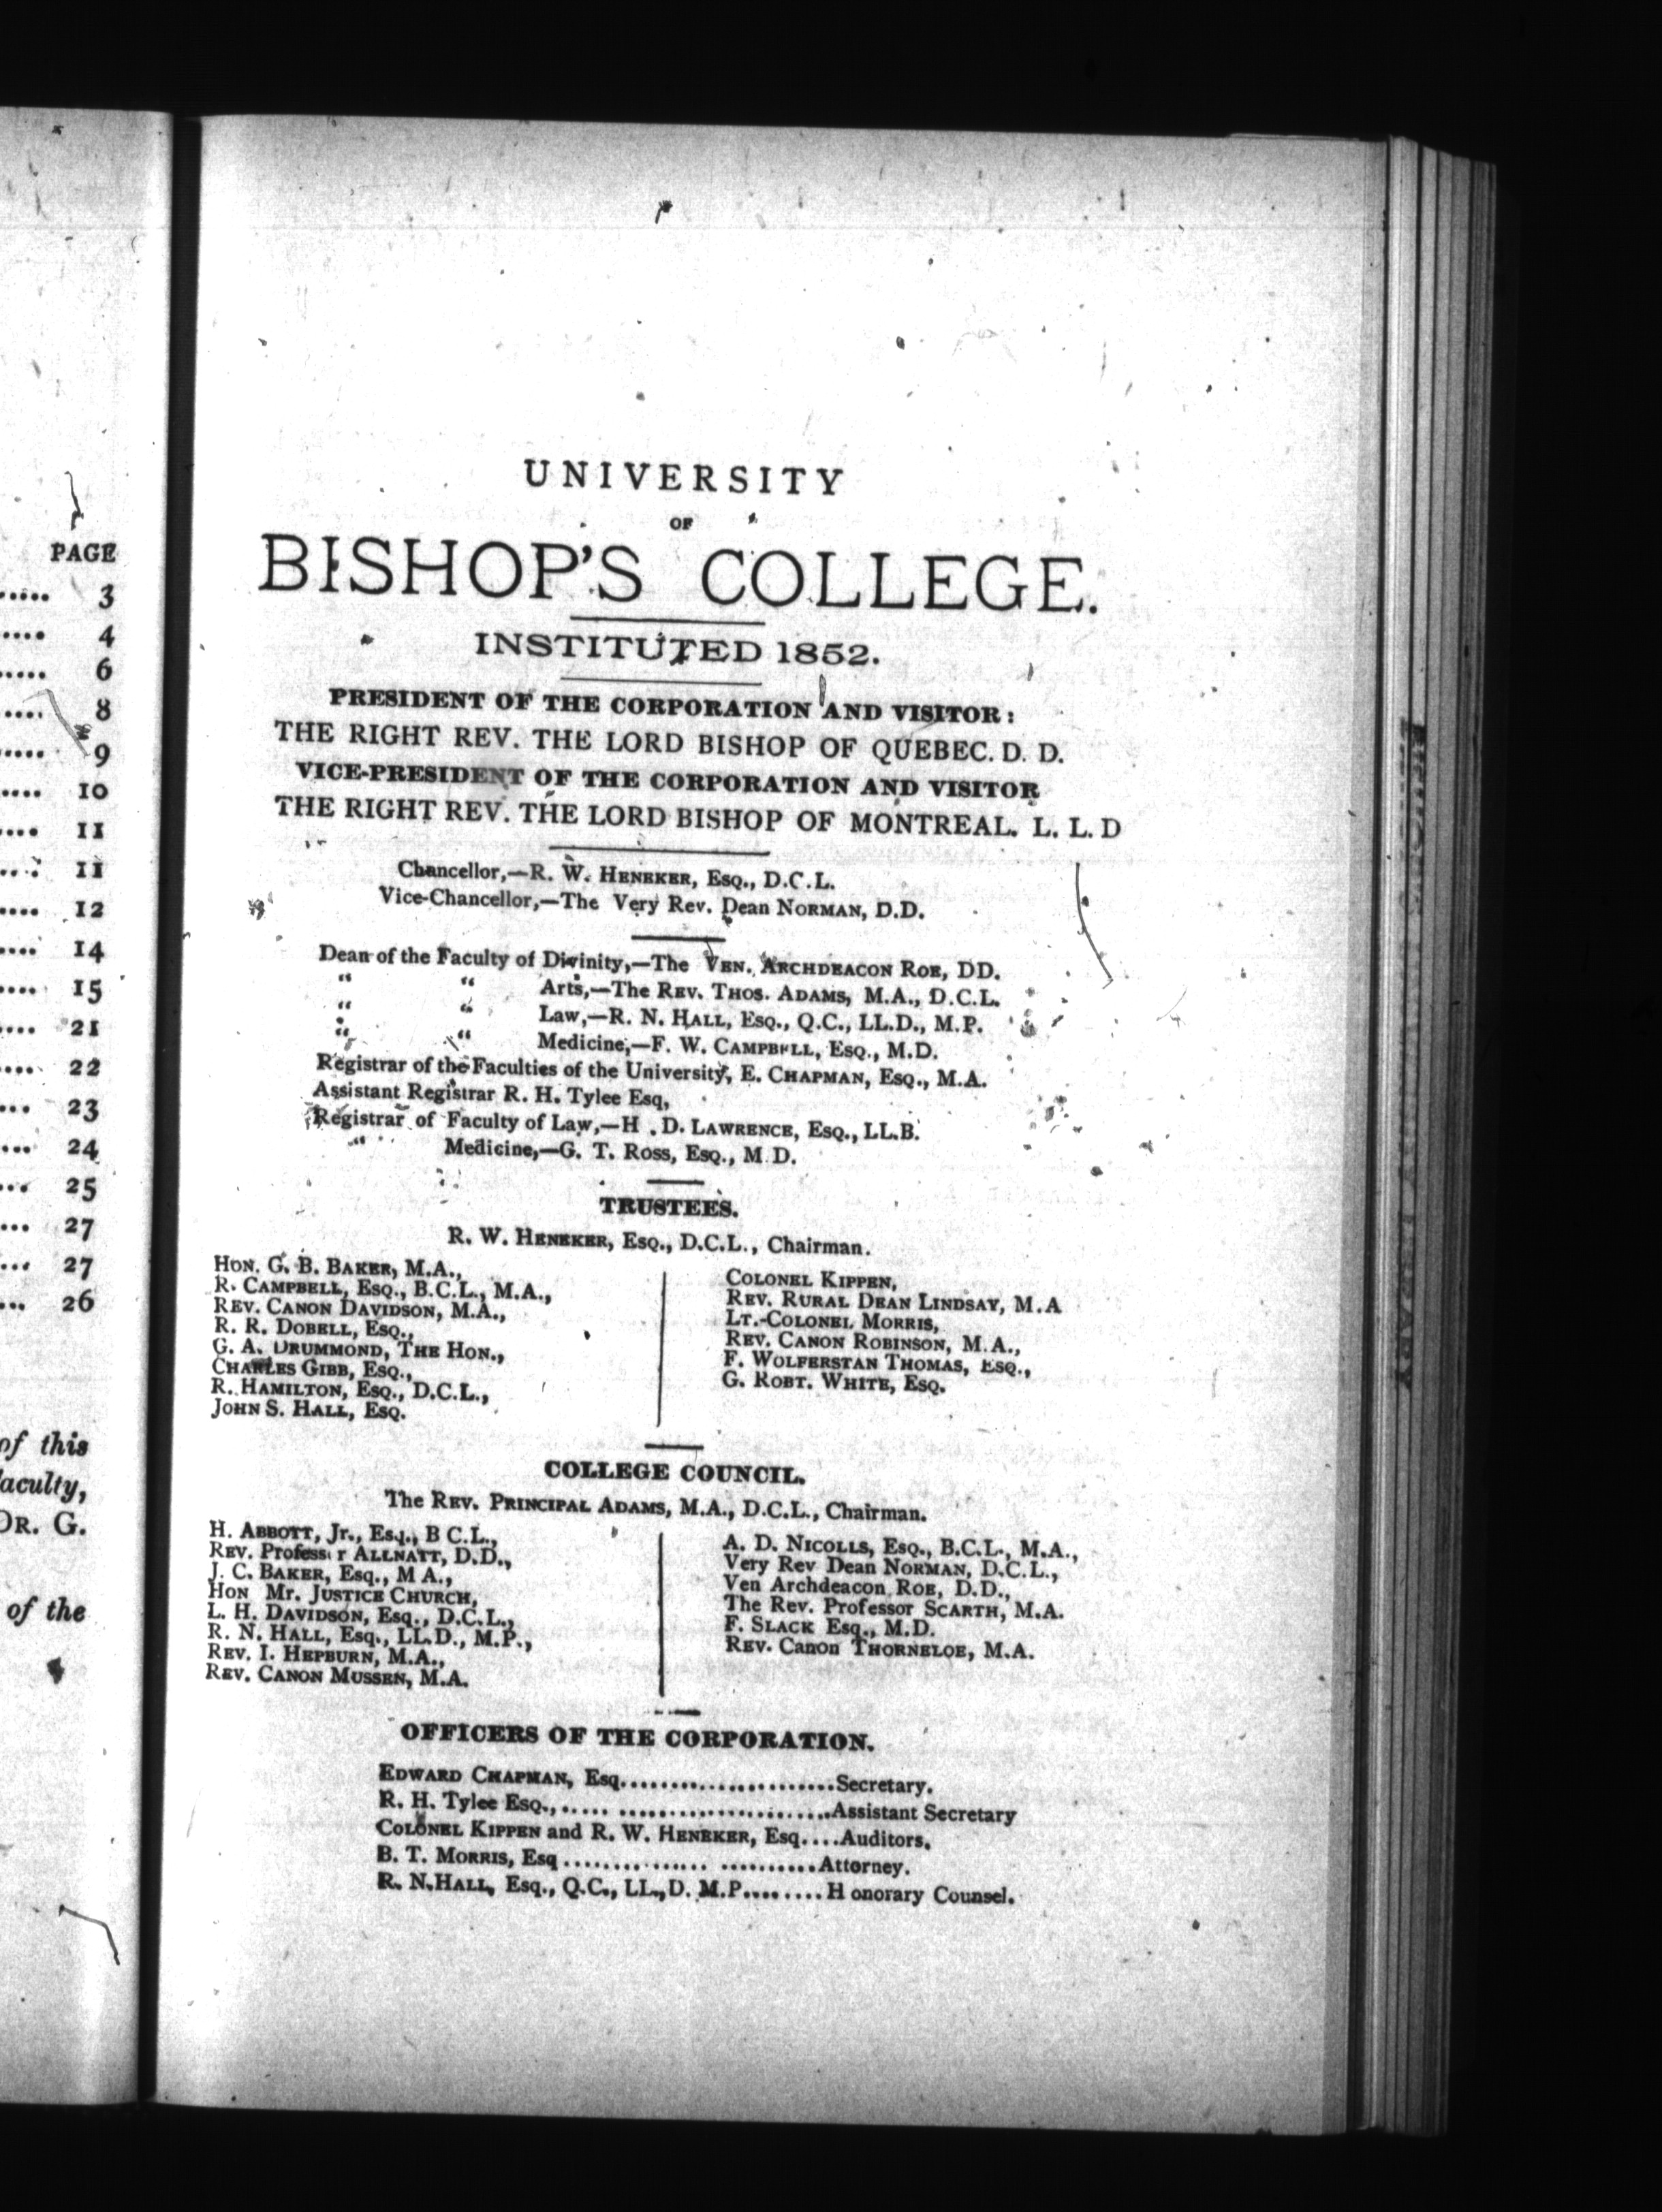 PAGE
..... 3
.... 4
..... 6
.... 8
.... 9
.... 10
.... 11
... 11
.... 12
.... 14
.... 15
.... 21
.... 22
... 23
... 24
... 25
... 27
... 27
... 26
of this
faculty,
DR. G.
of the
UNIVERSITY
OF
BISHOP'S COLLEGE.
INSTITUTED 1852.
PRESIDENT OF THE CORPORATION AND VISITOR:
THE RIGHT REV. THE LORD BISHOP OF QUEBEC. D. D.
VICE-PRESIDENT OF THE CORPORATION AND VISITOR
THE RIGHT REV. THE LORD BISHOP OF MONTREAL. L. L. D
Chancellor,—R. W. HENEKER, ESQ., D.C.L.
Vice-Chancellor,—The Very Rev. Dean NORMAN, D.D.
Dean of the Faculty of Divinity,—The VEN. ARCHDEACON ROE, DD.
" " Arts,—The REV. THOS. ADAMS, M.A., D.C.L.
" " Law,—R. N. HALL, ESQ., Q.C., LL.D., M.P.
" " Medicine,—F. W. CAMPBELL, ESQ., M.D.
Registrar of the Faculties of the University, E. CHAPMAN, ESQ., M.A.
Assistant Registrar R. H. Tylee Esq,
Registrar of Faculty of Law,—H . D. LAWRENCE, ESQ., LL.B.
" Medicine,—G. T. ROSS, ESQ., M D.
TRUSTEES.
R. W. HENEKER, ESQ., D.C.L., Chairman.
HON. G. B. BAKER, M.A.,
R. CAMPBELL, ESQ., B.C.L., M.A.,
REV. CANON DAVIDSON, M.A.,
R. R. DOBELL, ESQ.,
G. A. DRUMMOND, THE HON.,
CHARLES GIBB, ESQ.,
R. HAMILTON, ESQ., D.C.L.,
JOHN S. HALL, ESQ.
COLONEL KIPPEN,
REV. RURAL DEAN LINDSAY, M.A
LT.-COLONEL MORRIS,
REV. CANON ROBINSON, M.A.,
F. WOLFERSTAN THOMAS, ESQ.,
G. ROBT. WHITE, ESQ.
COLLEGE COUNCIL.
The REV. PRINCIPAL ADAMS, M.A., D.C.L., Chairman.
H. ABBOTT, Jr., Esq., B C.L.,
REV. Professor ALLNATT, D.D.,
J. C. BAKER, Esq., M A.,
HON Mr. JUSTICE CHURCH,
L. H. DAVIDSON, Esq., D.C.L.,
R. N. HALL, Esq., LL.D., M.P.,
REV. I. HEPBURN, M.A.,
REV. CANON MUSSEN, M.A.
A. D. NICOLLS, ESQ., B.C.L., M.A.,
Very Rev Dean NORMAN, D.C.L.,
Ven Archdeacon ROE, D.D.,
The Rev. Professor SCARTH, M.A.
F. SLACK Esq., M.D.
REV. Canon THORNELOE, M.A.
OFFICERS OF THE CORPORATION.
EDWARD CHAPMAN, Esq........................Secretary.
R. H. Tylee ESQ.,..... ......................Assistant Secretary
COLONEL KIPPEN and R. W. HENEKER, Esq....Auditors.
B. T. MORRIS, Esq ............... ..........Attorney.
R. N.HALL, Esq., Q.C., LL.,D. M.P........H onorary Counsel.